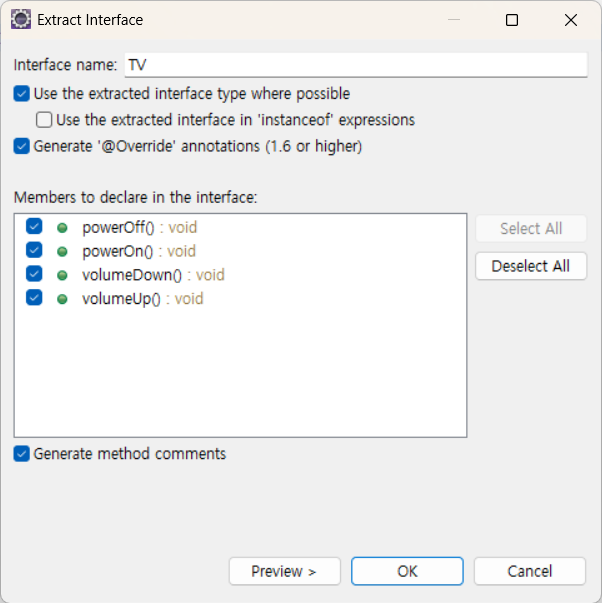 Extract Interface
Interface name: TV
Use the extracted interface type where possible
Use the extracted interface in 'instanceof' expressions
Generate '@Override' annotations (1.6 or higher)
Members to declare in the interface:
powerOff() : void
powerOn() : void
volumeDown() : void
volumeUp() : void
Select All
Deselect All
Generate method comments
Preview >
OK
Cancel